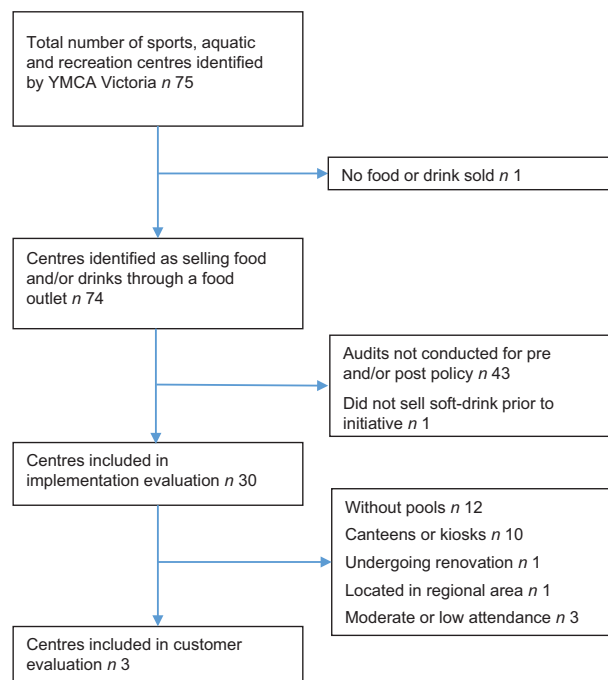 Total number of sports, aquatic
and recreation centres identified
by YMCA Victoria n 75
No food or drink sold n 1
Centres identified as selling food
and/or drinks through a food
outlet n 74
Audits not conducted for pre
and/or post policy n 43
Did not sell soft-drink prior to
initiative n 1
Centres included in
implementation evaluation n 30
Without pools n 12
Canteens or kiosks n 10
Undergoing renovation n 1
Located in regional area n 1
Moderate or low attendance n 3
Centres included in customer
evaluation n 3